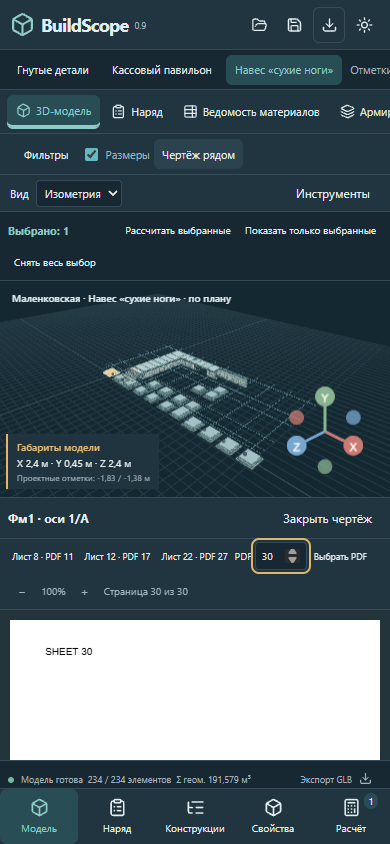 BuildScope 0.9
Гнутые детали Кассовый павильон Навес «сухие ноги» Отметки
3D-модель Наряд Ведомость материалов
Фильтры Размеры Чертёж рядом
Вид Изометрия Инструменты
Выбрано: 1 Рассчитать выбранные Показать только выбранные
Снять весь выбор
Маленковская · Навес «сухие ноги» · по плану
Y
Z X
Габариты модели
X 2,4 м · Y 0,45 м · Z 2,4 м
Проектные отметки: -1,83 / -1,38 м
Фм1 · оси 1/А Закрыть чертёж
Лист 8 · PDF 11 Лист 12 · PDF 17 Лист 22 · PDF 27 PDF 30 Выбрать PDF
− 100% + Страница 30 из 30
SHEET 30
Модель готова 234 / 234 элементов Σ геом. 191,579 м³ Экспорт GLB
1
Модель Наряд Конструкции Свойства Расчёт